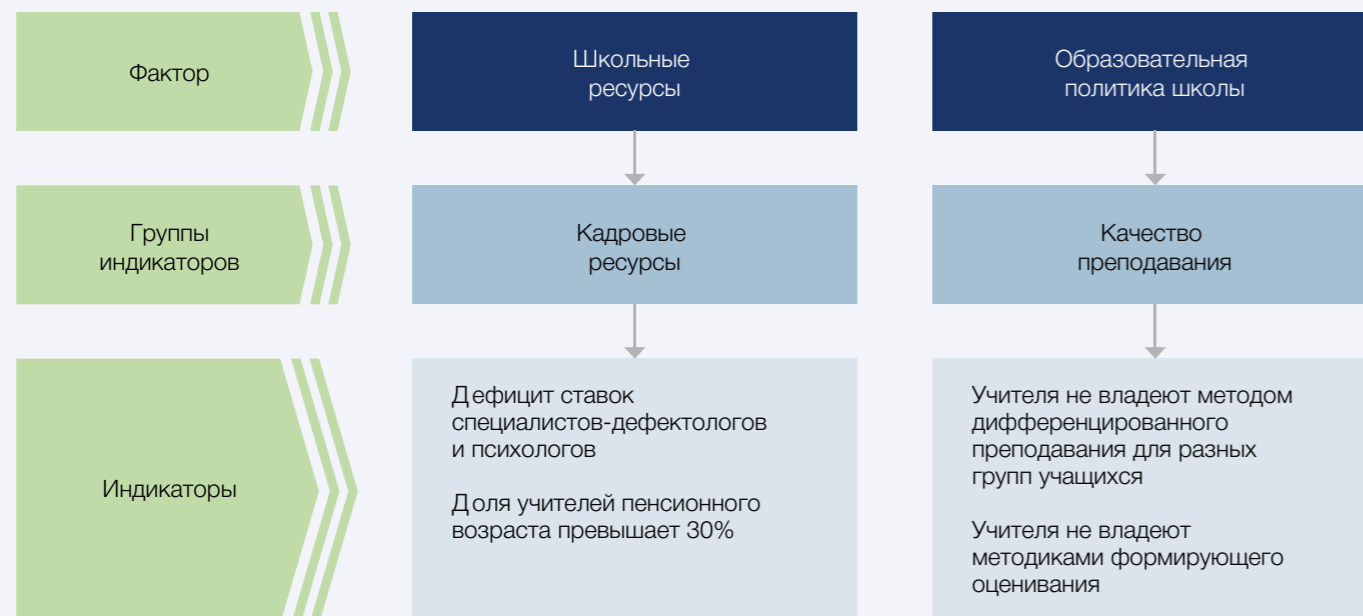 Фактор
Школьные
ресурсы
Образовательная
политика школы
Группы
индикаторов
Кадровые
ресурсы
Качество
преподавания
Индикаторы
Дефицит ставок
специалистов-дефектологов
и психологов
Доля учителей пенсионного
возраста превышает 30%
Учителя не владеют методом
дифференцированного
преподавания для разных
групп учащихся
Учителя не владеют
методиками формирующего
оценивания